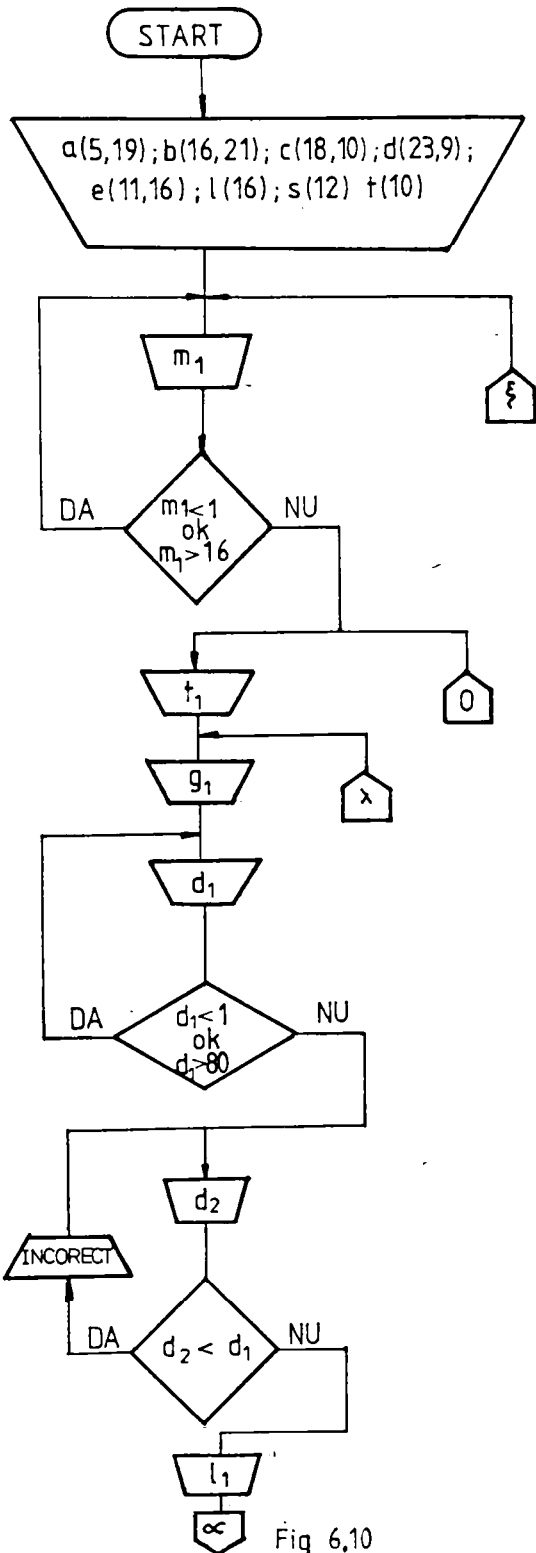 START
a(5,19); b(16,21); c(18,10); d(23,9);
e(11,16); l(16); s(12) t(10)
m₁
ξ
DA
m₁<1
ok
m₁>16
NU
t₁
O
g₁
λ
d₁
DA
d₁<1
ok
d₁>80
NU
d₂
INCORECT
DA
d₂ < d₁
NU
l₁
∝
Fig 6,10